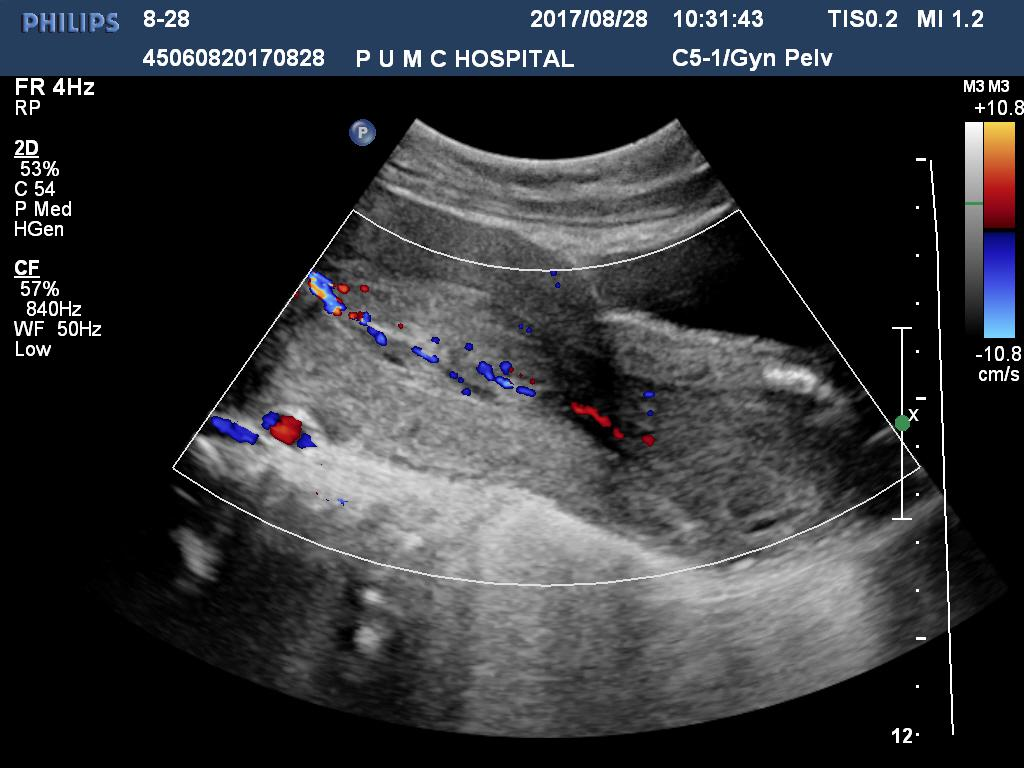 PHILIPS 8-28 2017/08/28 10:31:43 TIS0.2 MI 1.2
45060820170828 P U M C HOSPITAL C5-1/Gyn Pelv
FR 4Hz
RP
M3 M3
+10.8
P
2D
53%
C 54
P Med
HGen
CF
57%
840Hz
WF 50Hz
Low
-10.8
cm/s
X
12